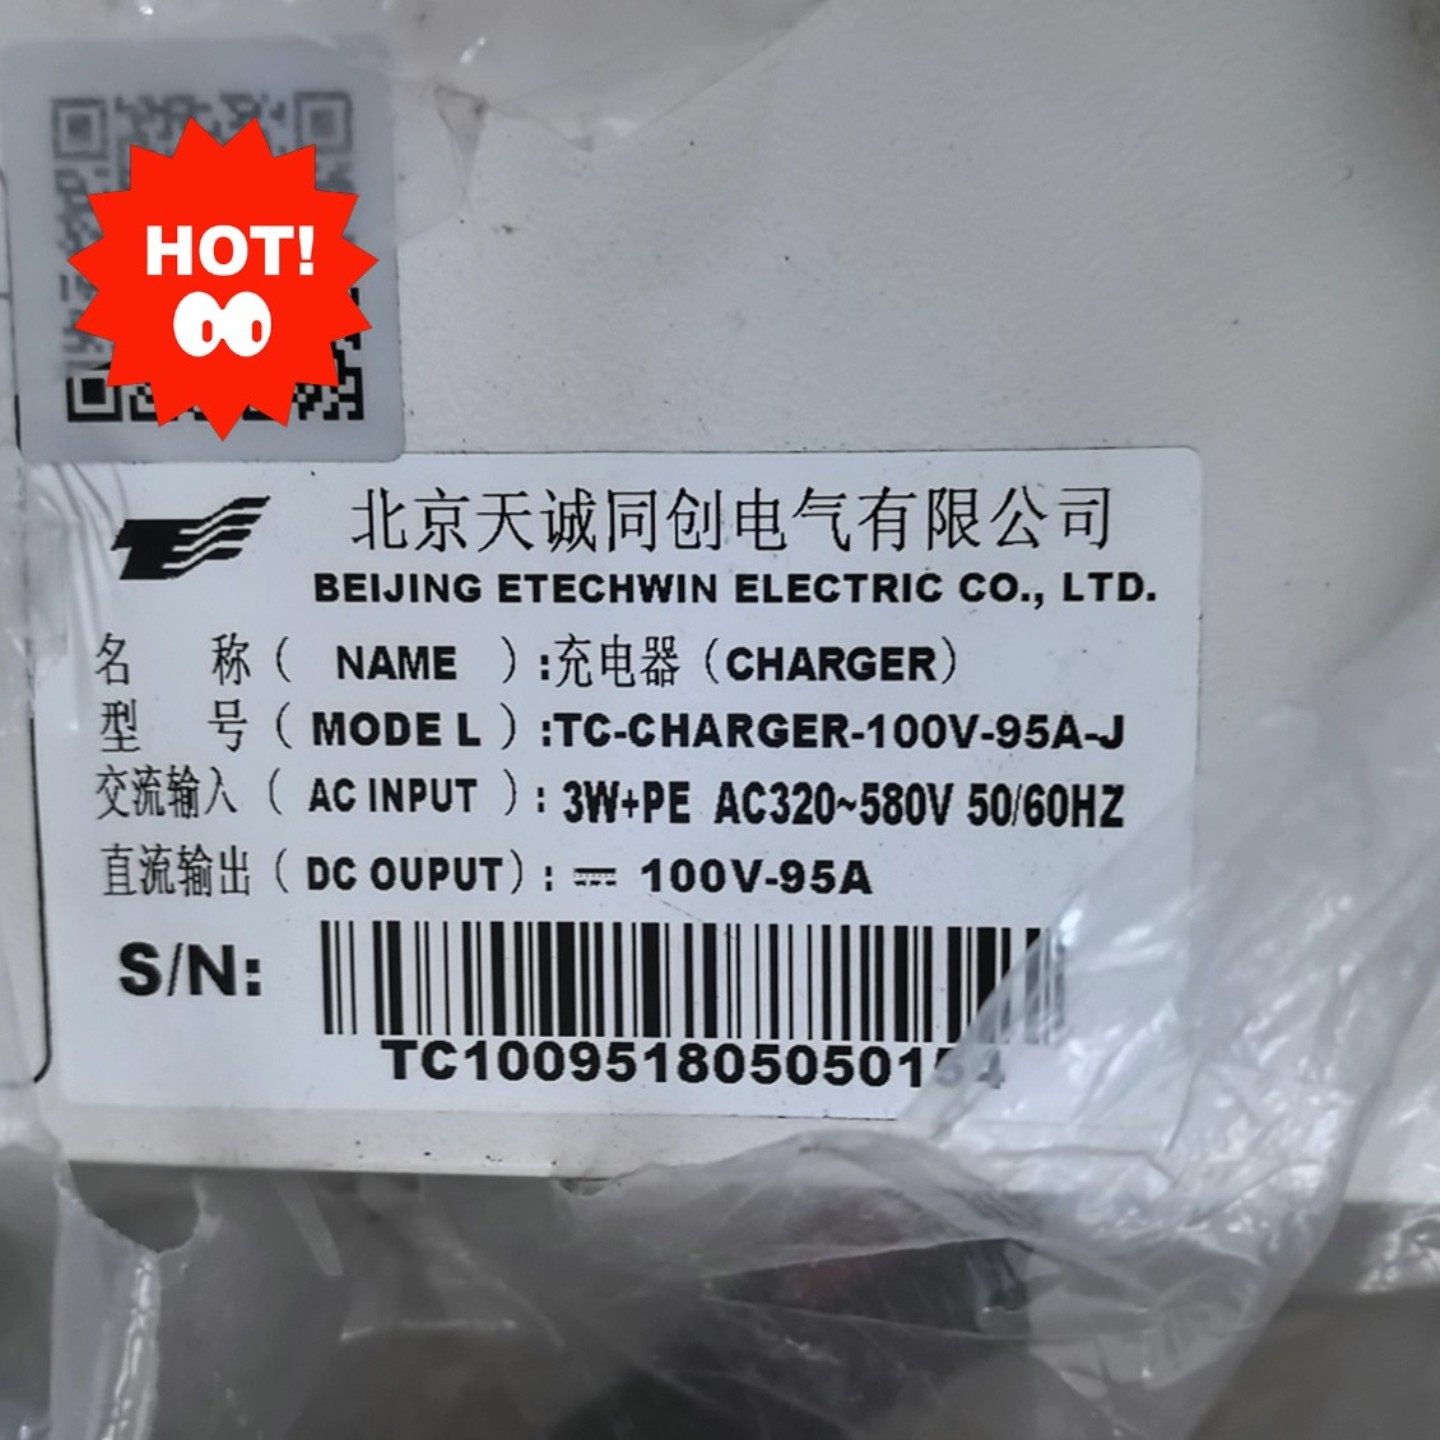 HOT!
北京天诚同创电气有限公司
BEIJING ETECHWIN ELECTRIC CO., LTD.
名 称( NAME ):充电器(CHARGER)
型 号( MODEL ):TC-CHARGER-100V-95A-J
交流输入( AC INPUT ): 3W+PE AC320~580V 50/60HZ
直流输出( DC OUPUT): ⎓ 100V-95A
S/N:
TC100951805050154